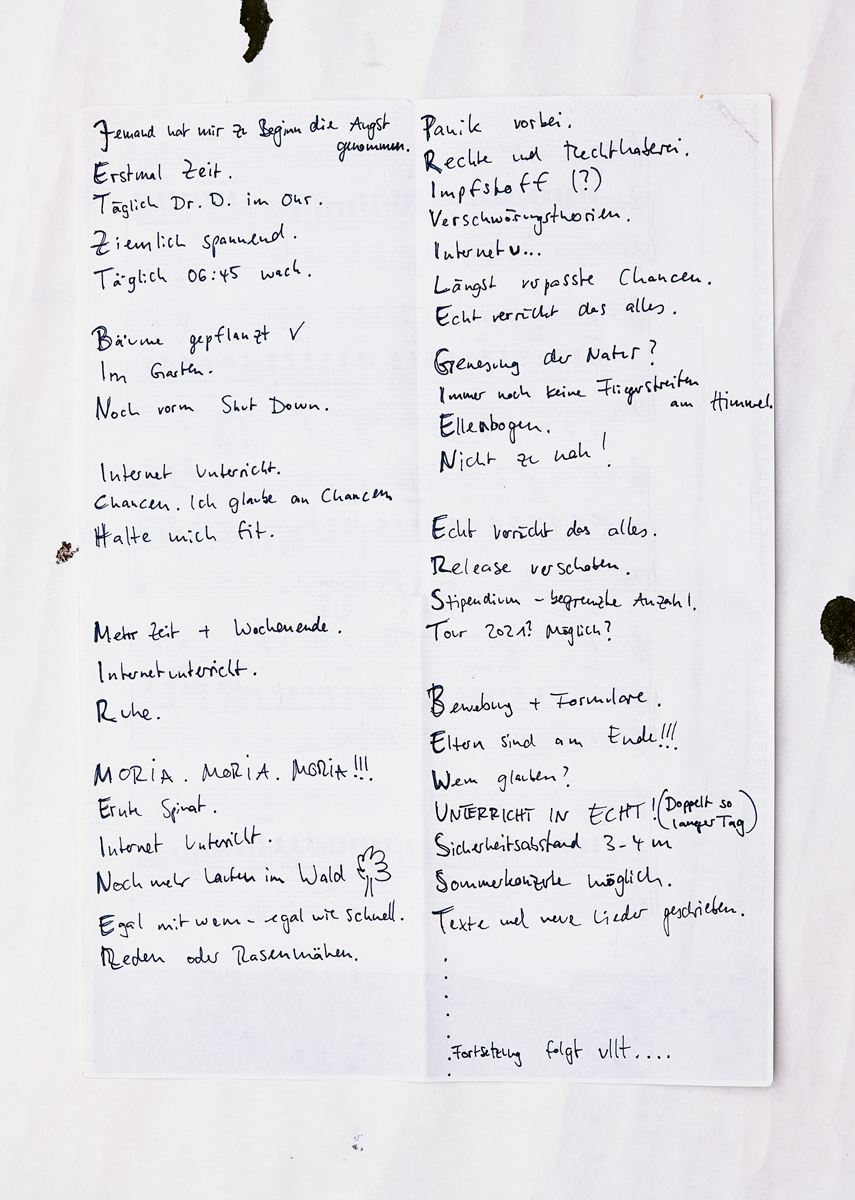 Jemand hat mir zu Beginn die Angst
genommen.
Erstmal Zeit.
Täglich Dr. D. im Ohr.
Ziemlich spannend.
Täglich 06:45 wach.
Bäume gepflanzt ✓
Im Garten.
Noch vorm Shut Down.
Internet Unterricht.
Chancen. Ich glaube an Chancen
Halte mich fit.
Mehr Zeit + Wochenende.
Internetunterricht.
Ruhe.
MORIA. MORIA. MORIA!!!
Ernte Spinat.
Internet Unterricht.
Noch mehr Laufen im Wald
Egal mit wem - egal wie schnell.
Reden oder Rasenmähen.
Panik vorbei.
Rechte und Rechthaberei.
Impfstoff (?)
Verschwörungstheorien.
Internet U...
Längst verpasste Chancen.
Echt verrückt das alles.
Genesung der Natur?
Immer noch keine Fliegerstreifen
am Himmel.
Ellenbogen.
Nicht zu nah!
Echt verrückt das alles.
Release verschoben.
Stipendium - begrenzte Anzahl.
Tour 2021? Möglich?
Bewebung + Formulare.
Eltern sind am Ende!!!
Wem glauben?
UNTERRICHT IN ECHT! (Doppelt so
langer Tag)
Sicherheitsabstand 3-4 m
Sommerkonzerte möglich.
Texte und neue Lieder geschrieben.
Fortsetzung folgt vllt....